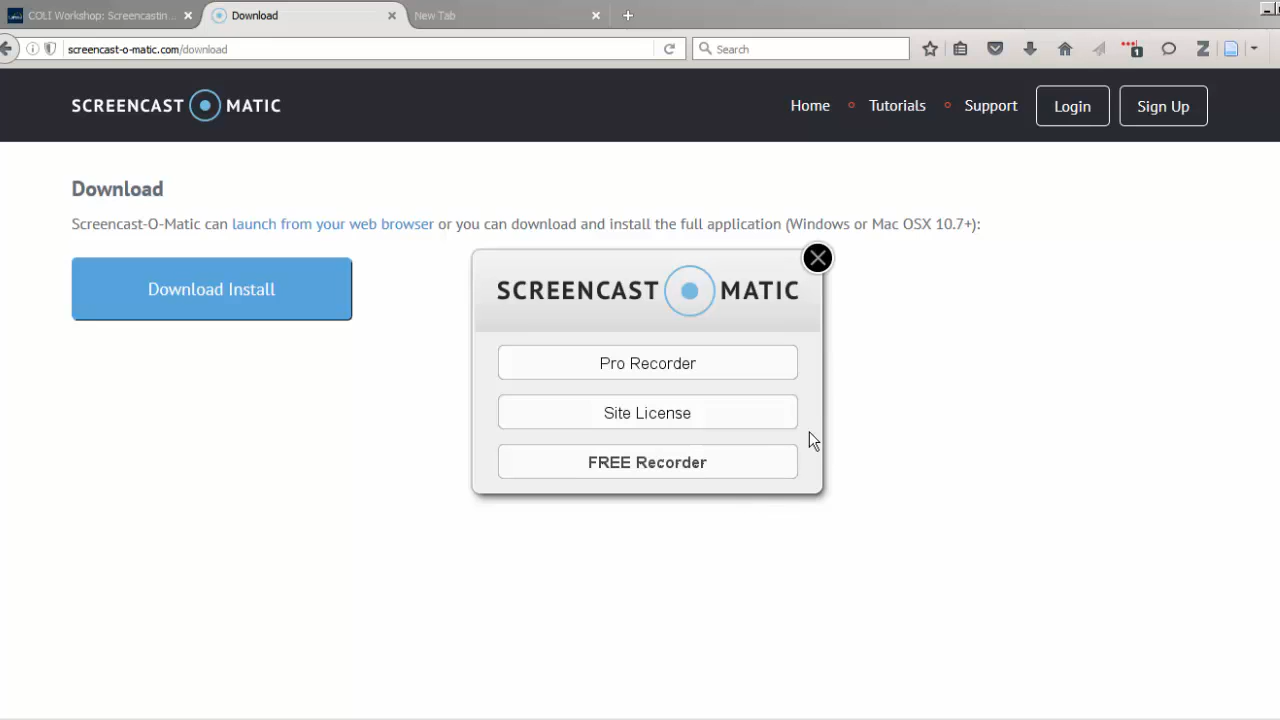 COLI Workshop: Screencastin...
Download
New Tab
screencast-o-matic.com/download
Search
1
Z
SCREENCAST MATIC
Home
Tutorials
Support
Login
Sign Up
Download
Screencast-O-Matic can launch from your web browser or you can download and install the full application (Windows or Mac OSX 10.7+):
Download Install
SCREENCAST MATIC
Pro Recorder
Site License
FREE Recorder